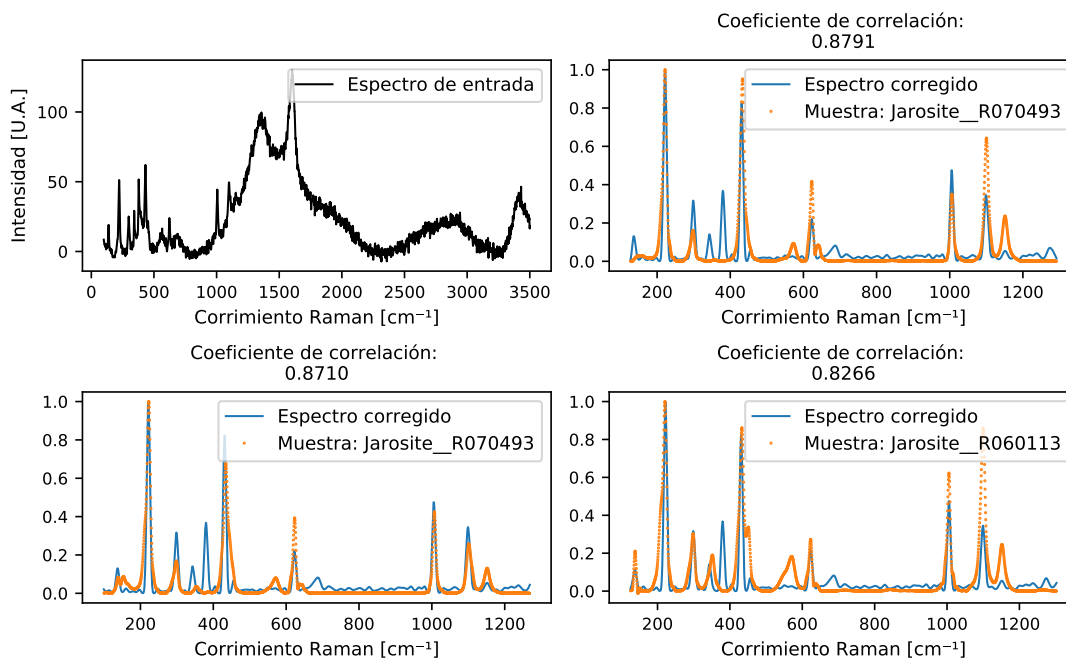 Espectro de entrada
Intensidad [U.A.]
100
50
0
0 500 1000 1500 2000 2500 3000 3500
Corrimiento Raman [cm⁻¹]
Coeficiente de correlación:
0.8791
Espectro corregido
Muestra: Jarosite__R070493
1.0
0.8
0.6
0.4
0.2
0.0
200 400 600 800 1000 1200
Corrimiento Raman [cm⁻¹]
Coeficiente de correlación:
0.8710
Espectro corregido
Muestra: Jarosite__R070493
1.0
0.8
0.6
0.4
0.2
0.0
200 400 600 800 1000 1200
Corrimiento Raman [cm⁻¹]
Coeficiente de correlación:
0.8266
Espectro corregido
Muestra: Jarosite__R060113
1.0
0.8
0.6
0.4
0.2
0.0
200 400 600 800 1000 1200
Corrimiento Raman [cm⁻¹]